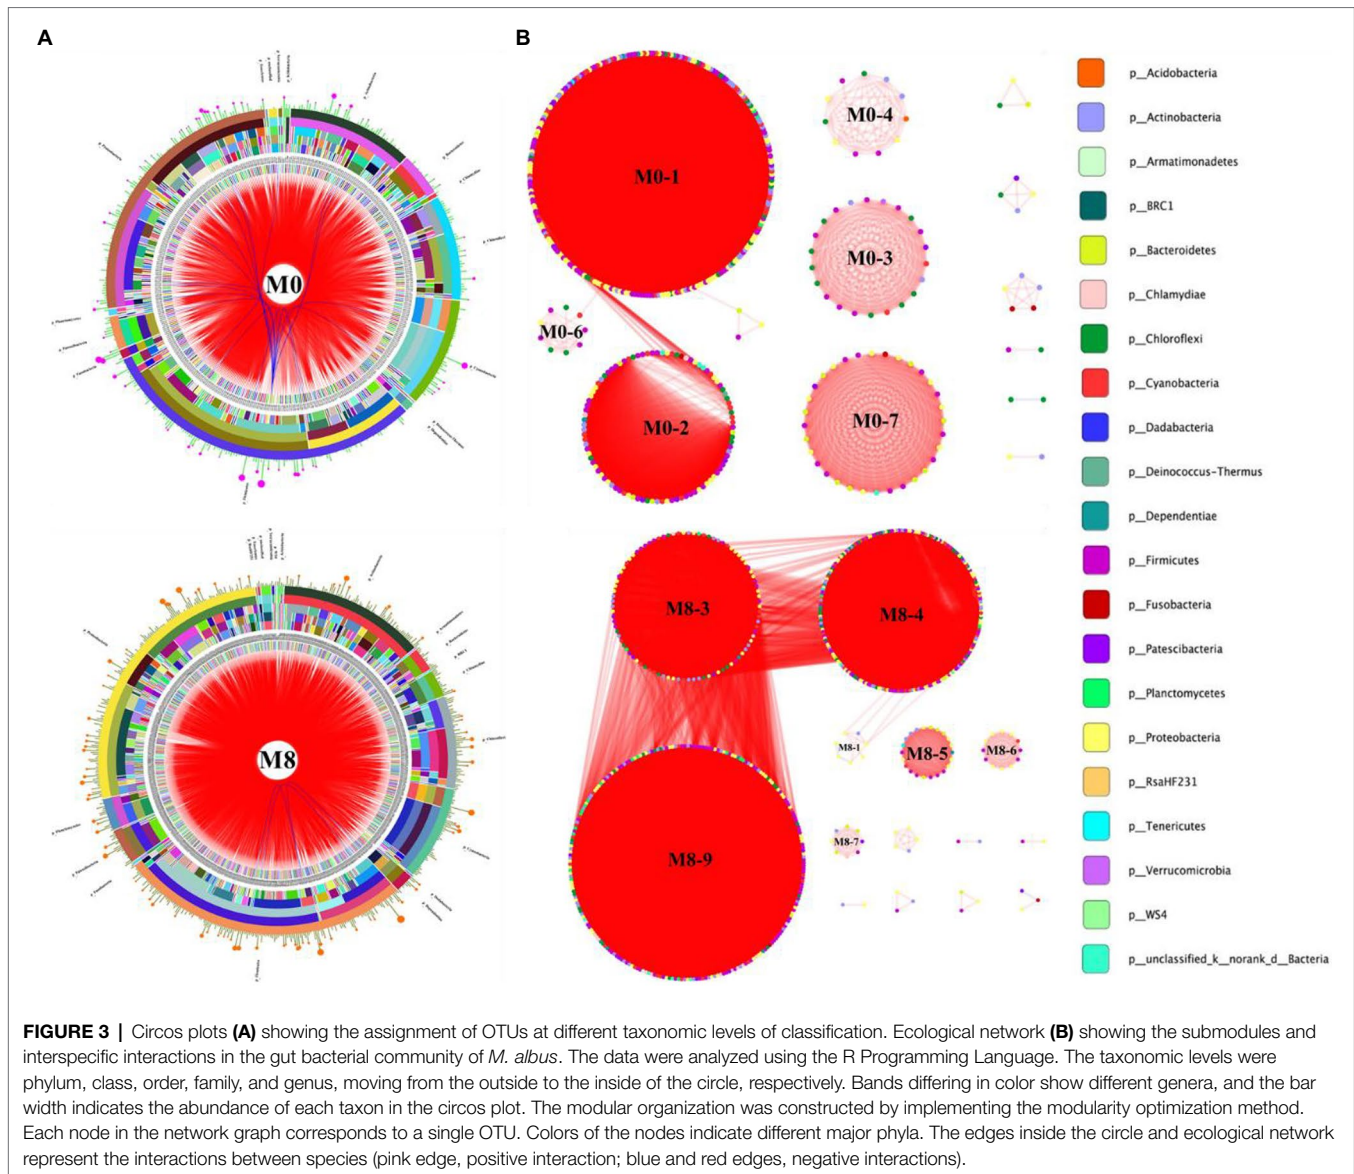 A
B
M0
M0-1
M0-4
M0-3
M0-6
M0-2
M0-7
M8
M8-3
M8-4
M8-1
M8-5
M8-6
M8-9
M8-7
p__Acidobacteria
p__Actinobacteria
p__Armatimonadetes
p__BRC1
p__Bacteroidetes
p__Chlamydiae
p__Chloroflexi
p__Cyanobacteria
p__Dadabacteria
p__Deinococcus-Thermus
p__Dependentiae
p__Firmicutes
p__Fusobacteria
p__Patescibacteria
p__Planctomycetes
p__Proteobacteria
p__RsaHF231
p__Tenericutes
p__Verrucomicrobia
p__WS4
p__unclassified_k__norank_d__Bacteria
FIGURE 3 | Circos plots (A) showing the assignment of OTUs at different taxonomic levels of classification. Ecological network (B) showing the submodules and
interspecific interactions in the gut bacterial community of M. albus. The data were analyzed using the R Programming Language. The taxonomic levels were
phylum, class, order, family, and genus, moving from the outside to the inside of the circle, respectively. Bands differing in color show different genera, and the bar
width indicates the abundance of each taxon in the circos plot. The modular organization was constructed by implementing the modularity optimization method.
Each node in the network graph corresponds to a single OTU. Colors of the nodes indicate different major phyla. The edges inside the circle and ecological network
represent the interactions between species (pink edge, positive interaction; blue and red edges, negative interactions).